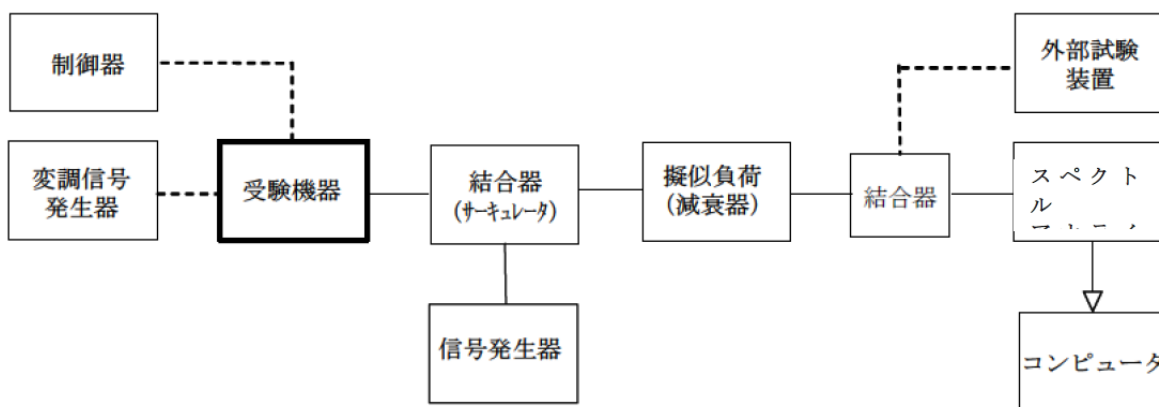 制御器
外部試験
装置
変調信号
発生器
受験機器
結合器
(サーキュレータ)
擬似負荷
(減衰器)
結合器
スペクト
ル
信号発生器
コンピュータ